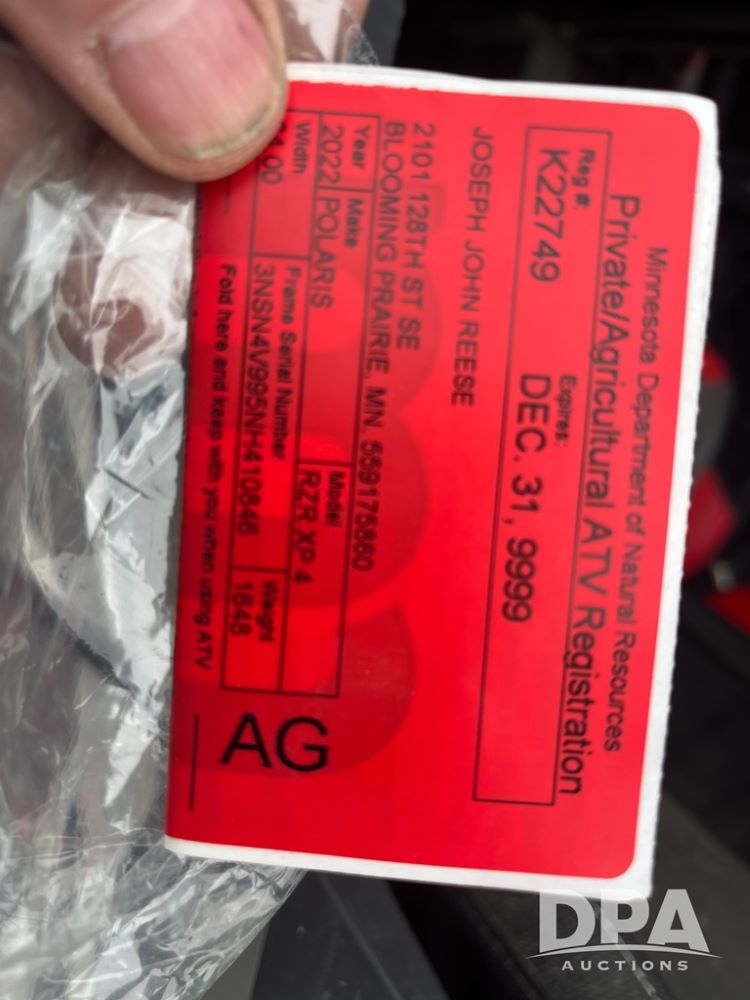 Minnesota Department of Natural Resources
Private/Agricultural ATV Registration
Reg #: Expires:
K22749 DEC. 31, 9999
JOSEPH JOHN REESE
2101 128TH ST SE
BLOOMING PRAIRIE, MN 559175860
Year Make Model
2022 POLARIS RZR XP 4
Width Frame Serial Number Weight
3NSN4V995NH410846 1648
Fold here and keep with you when using ATV
AG
DPA
AUCTIONS